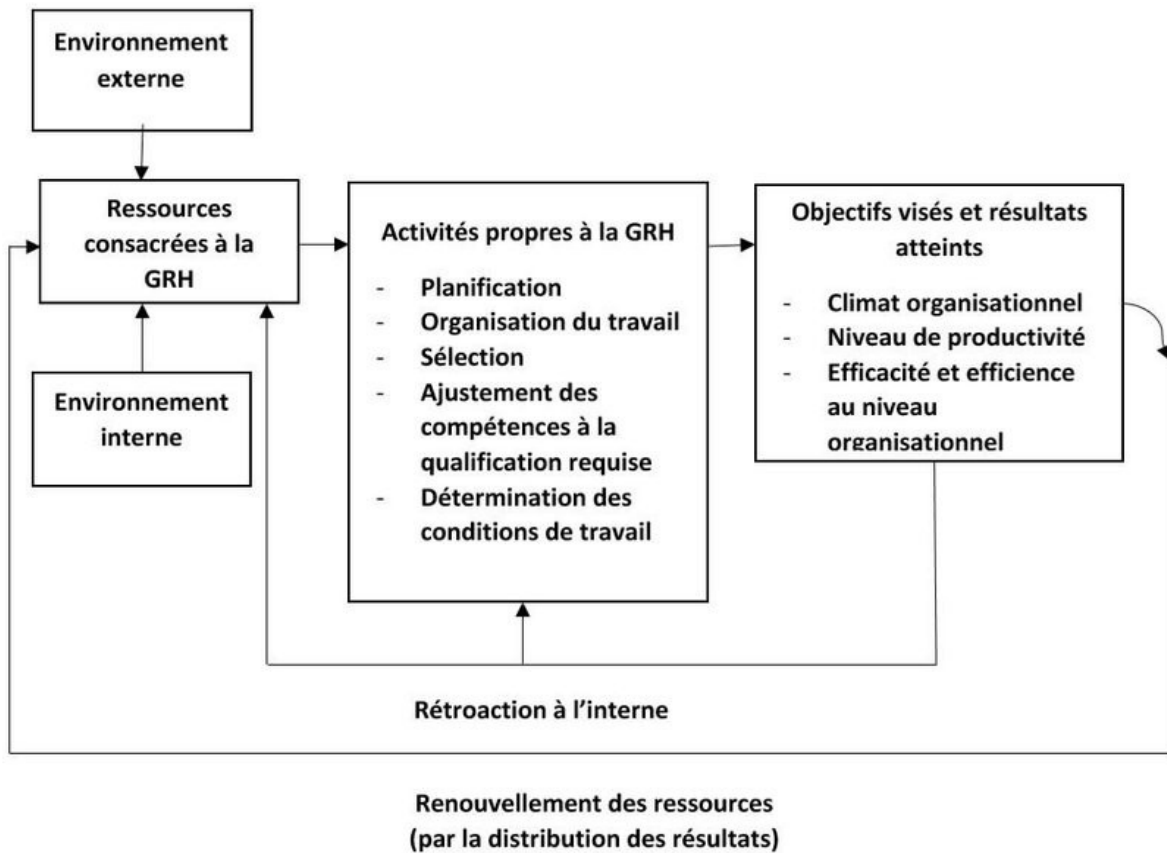 Environnement
externe
Ressources
consacrées à la
GRH
Environnement
interne
Activités propres à la GRH
- Planification
- Organisation du travail
- Sélection
- Ajustement des
compétences à la
qualification requise
- Détermination des
conditions de travail
Objectifs visés et résultats
atteints
- Climat organisationnel
- Niveau de productivité
- Efficacité et efficience
au niveau
organisationnel
Rétroaction à l’interne
Renouvellement des ressources
(par la distribution des résultats)